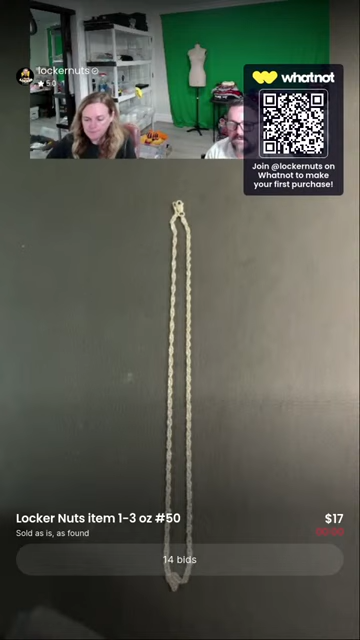 lockernuts
5.0
whatnot
Join @lockernuts on
Whatnot to make
your first purchase!
Locker Nuts item 1-3 oz #50
$17
Sold as is, as found
14 bids